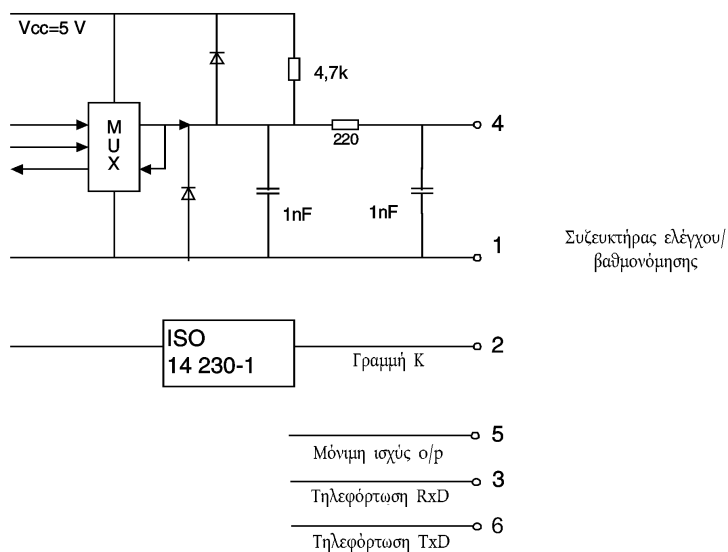 Vcc=5 V
4,7k
M
U
X
220
4
1nF
1nF
1
Συζευκτήρας ελέγχου/
βαθμονόμησης
ISO
14 230-1
Γραμμή Κ
2
5
Μόνιμη ισχύς o/p
3
Τηλεφόρτωση RxD
6
Τηλεφόρτωση TxD